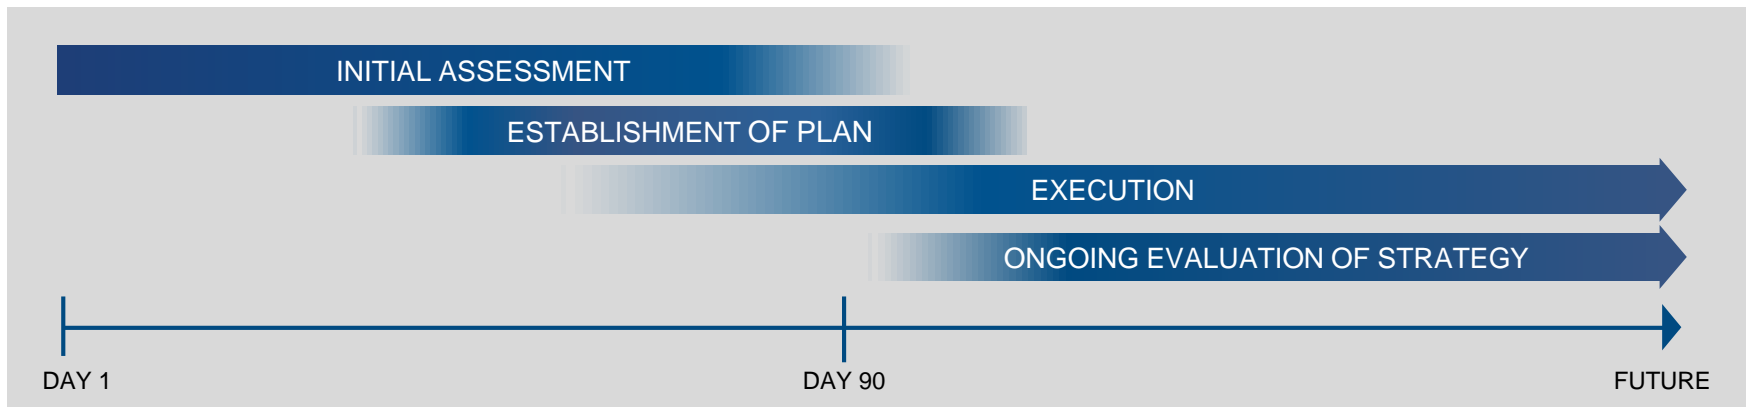 INITIAL ASSESSMENT
ESTABLISHMENT OF PLAN
EXECUTION
ONGOING EVALUATION OF STRATEGY
DAY 1
DAY 90
FUTURE